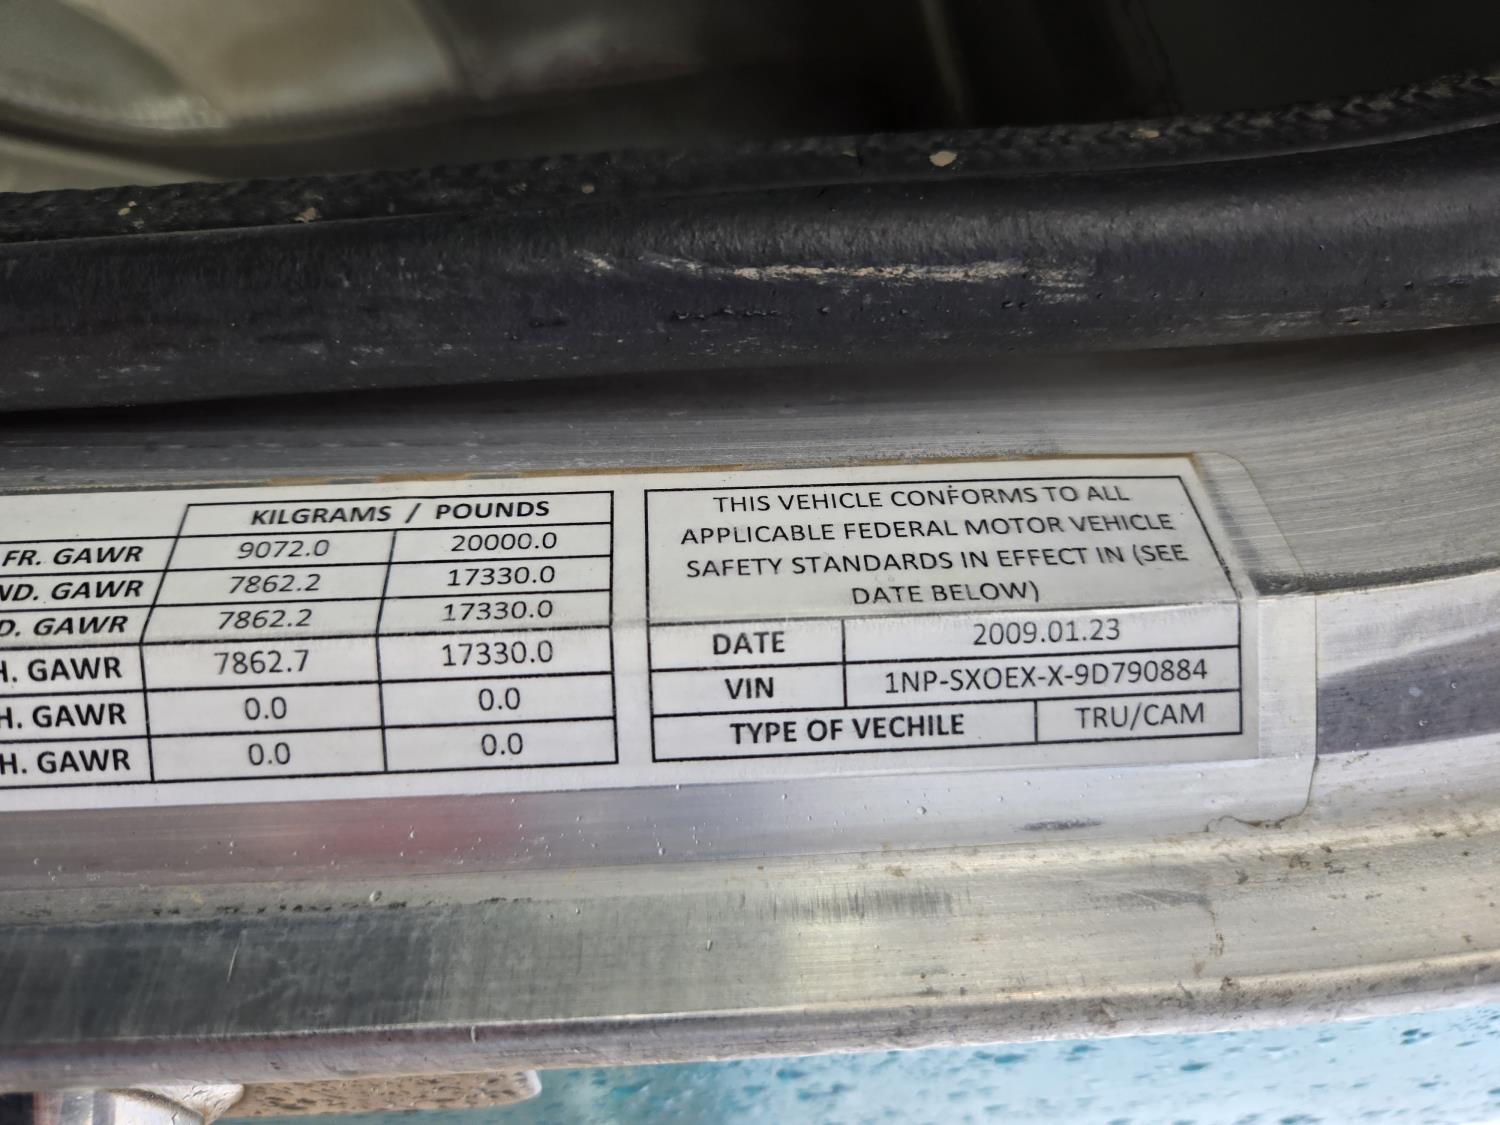 KILGRAMS / POUNDS
FR. GAWR 9072.0 20000.0
ND. GAWR 7862.2 17330.0
D. GAWR 7862.2 17330.0
H. GAWR 7862.7 17330.0
H. GAWR 0.0 0.0
H. GAWR 0.0 0.0
THIS VEHICLE CONFORMS TO ALL
APPLICABLE FEDERAL MOTOR VEHICLE
SAFETY STANDARDS IN EFFECT IN (SEE
DATE BELOW)
DATE 2009.01.23
VIN 1NP-SXOEX-X-9D790884
TYPE OF VECHILE TRU/CAM